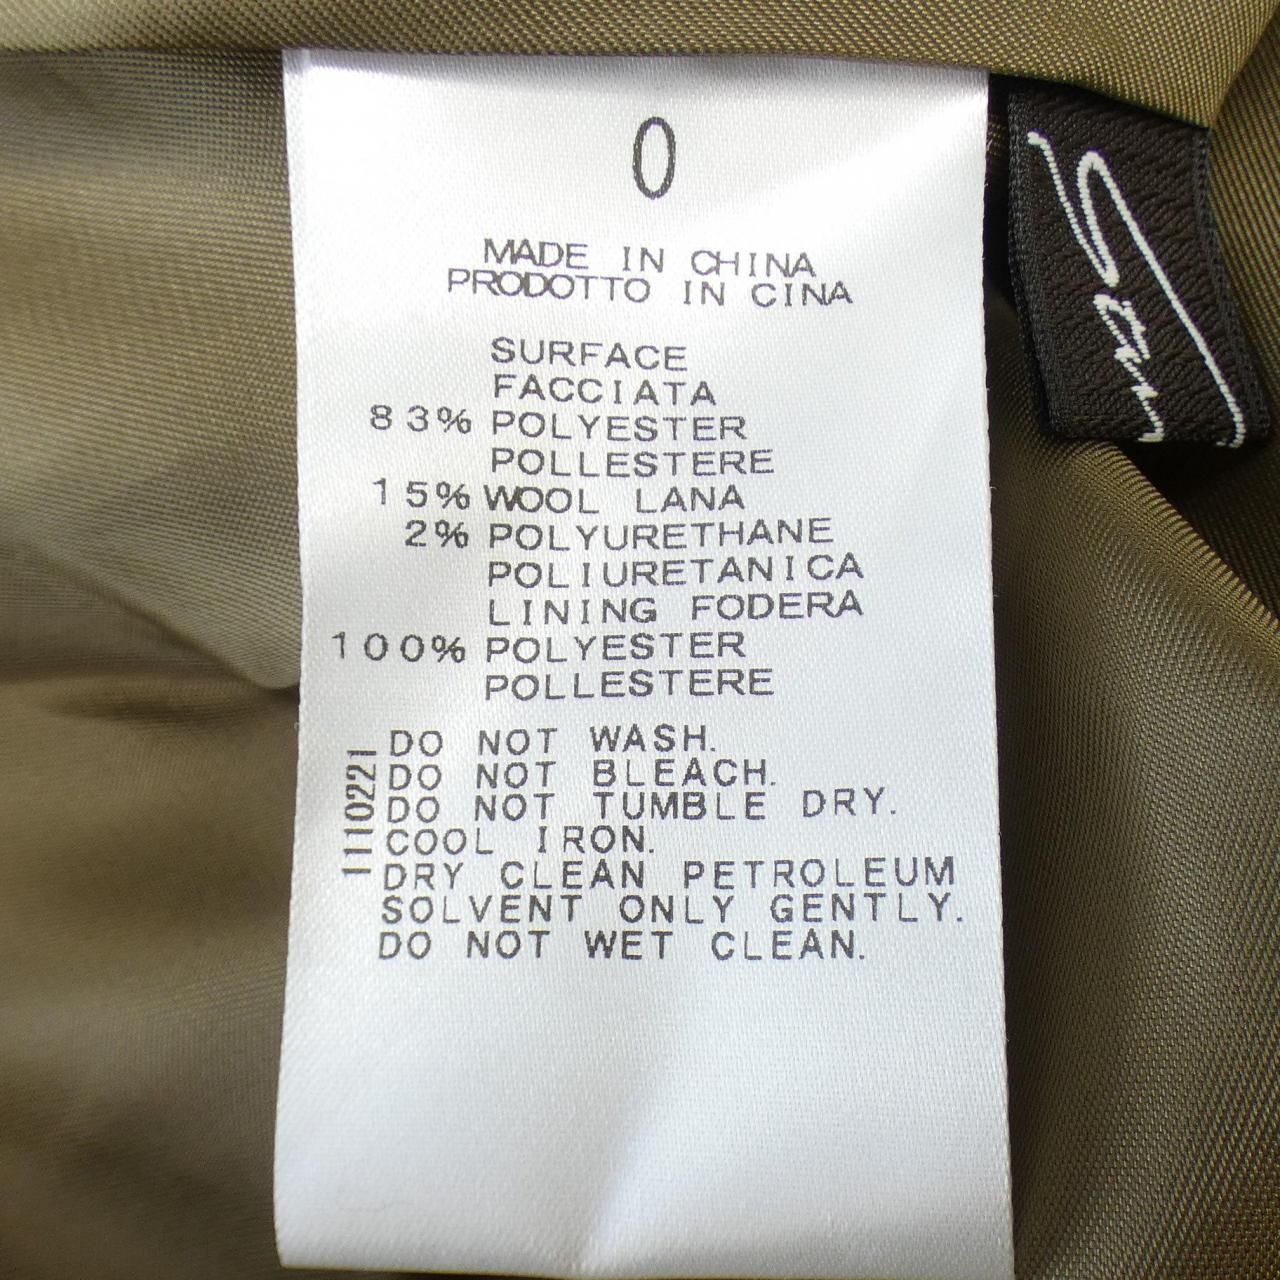 0
MADE IN CHINA
PRODOTTO IN CINA
SURFACE
FACCIATA
83% POLYESTER
POLLESTERE
15% WOOL LANA
2% POLYURETHANE
POLIURETANICA
LINING FODERA
100% POLYESTER
POLLESTERE
DO NOT WASH.
DO NOT BLEACH.
DO NOT TUMBLE DRY.
COOL IRON.
DRY CLEAN PETROLEUM
SOLVENT ONLY GENTLY.
DO NOT WET CLEAN.
1110221